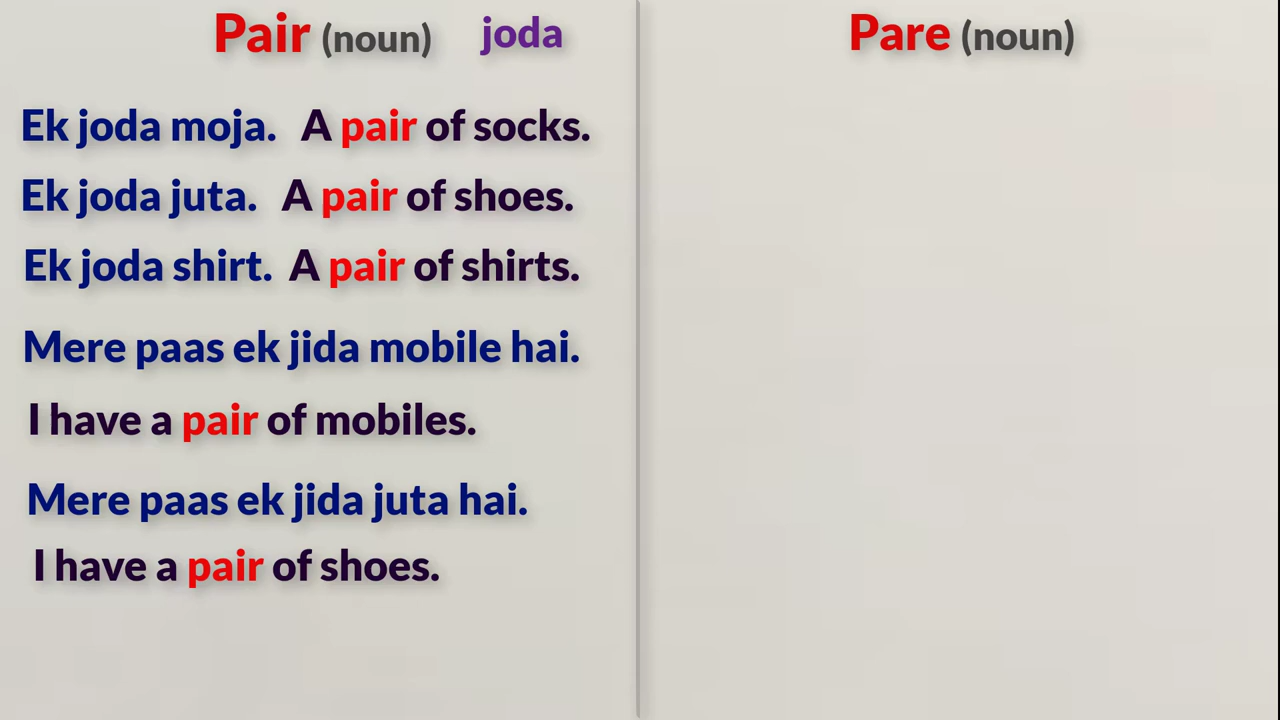 Pair (noun) joda
Ek joda moja. A pair of socks.
Ek joda juta. A pair of shoes.
Ek joda shirt. A pair of shirts.
Mere paas ek jida mobile hai.
I have a pair of mobiles.
Mere paas ek jida juta hai.
I have a pair of shoes.
Pare (noun)